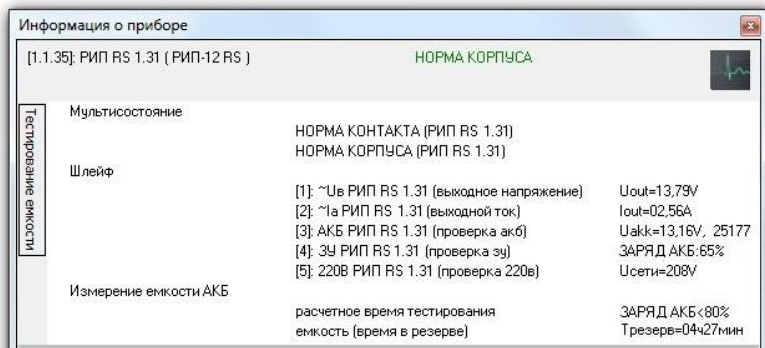 Информация о приборе
[1.1.35]: РИП RS 1.31 ( РИП-12 RS ) НОРМА КОРПУСА
Тестирование емкости
Мультисостояние
НОРМА КОНТАКТА (РИП RS 1.31)
НОРМА КОРПУСА (РИП RS 1.31)
Шлейф
[1]: ~Uв РИП RS 1.31 (выходное напряжение) Uout=13,79V
[2]: ~Iа РИП RS 1.31 (выходной ток) Iout=02,56A
[3]: АКБ РИП RS 1.31 (проверка акб) Uakk=13,16V, 25177
[4]: ЗУ РИП RS 1.31 (проверка зу) ЗАРЯД АКБ:65%
[5]: 220В РИП RS 1.31 (проверка 220в) Uсети=208V
Измерение емкости АКБ
расчетное время тестирования ЗАРЯД АКБ<80%
емкость (время в резерве) Tрезерв=04ч27мин